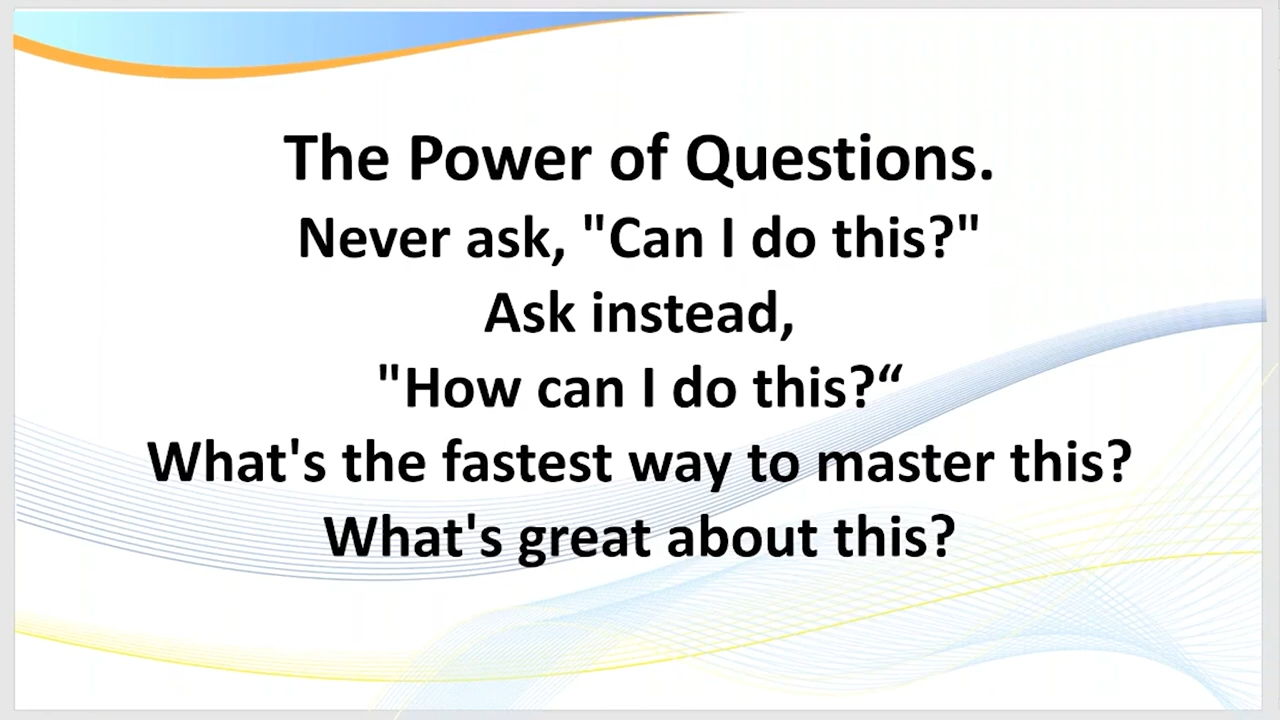 The Power of Questions.
Never ask, "Can I do this?"
Ask instead,
"How can I do this?“
What's the fastest way to master this?
What's great about this?